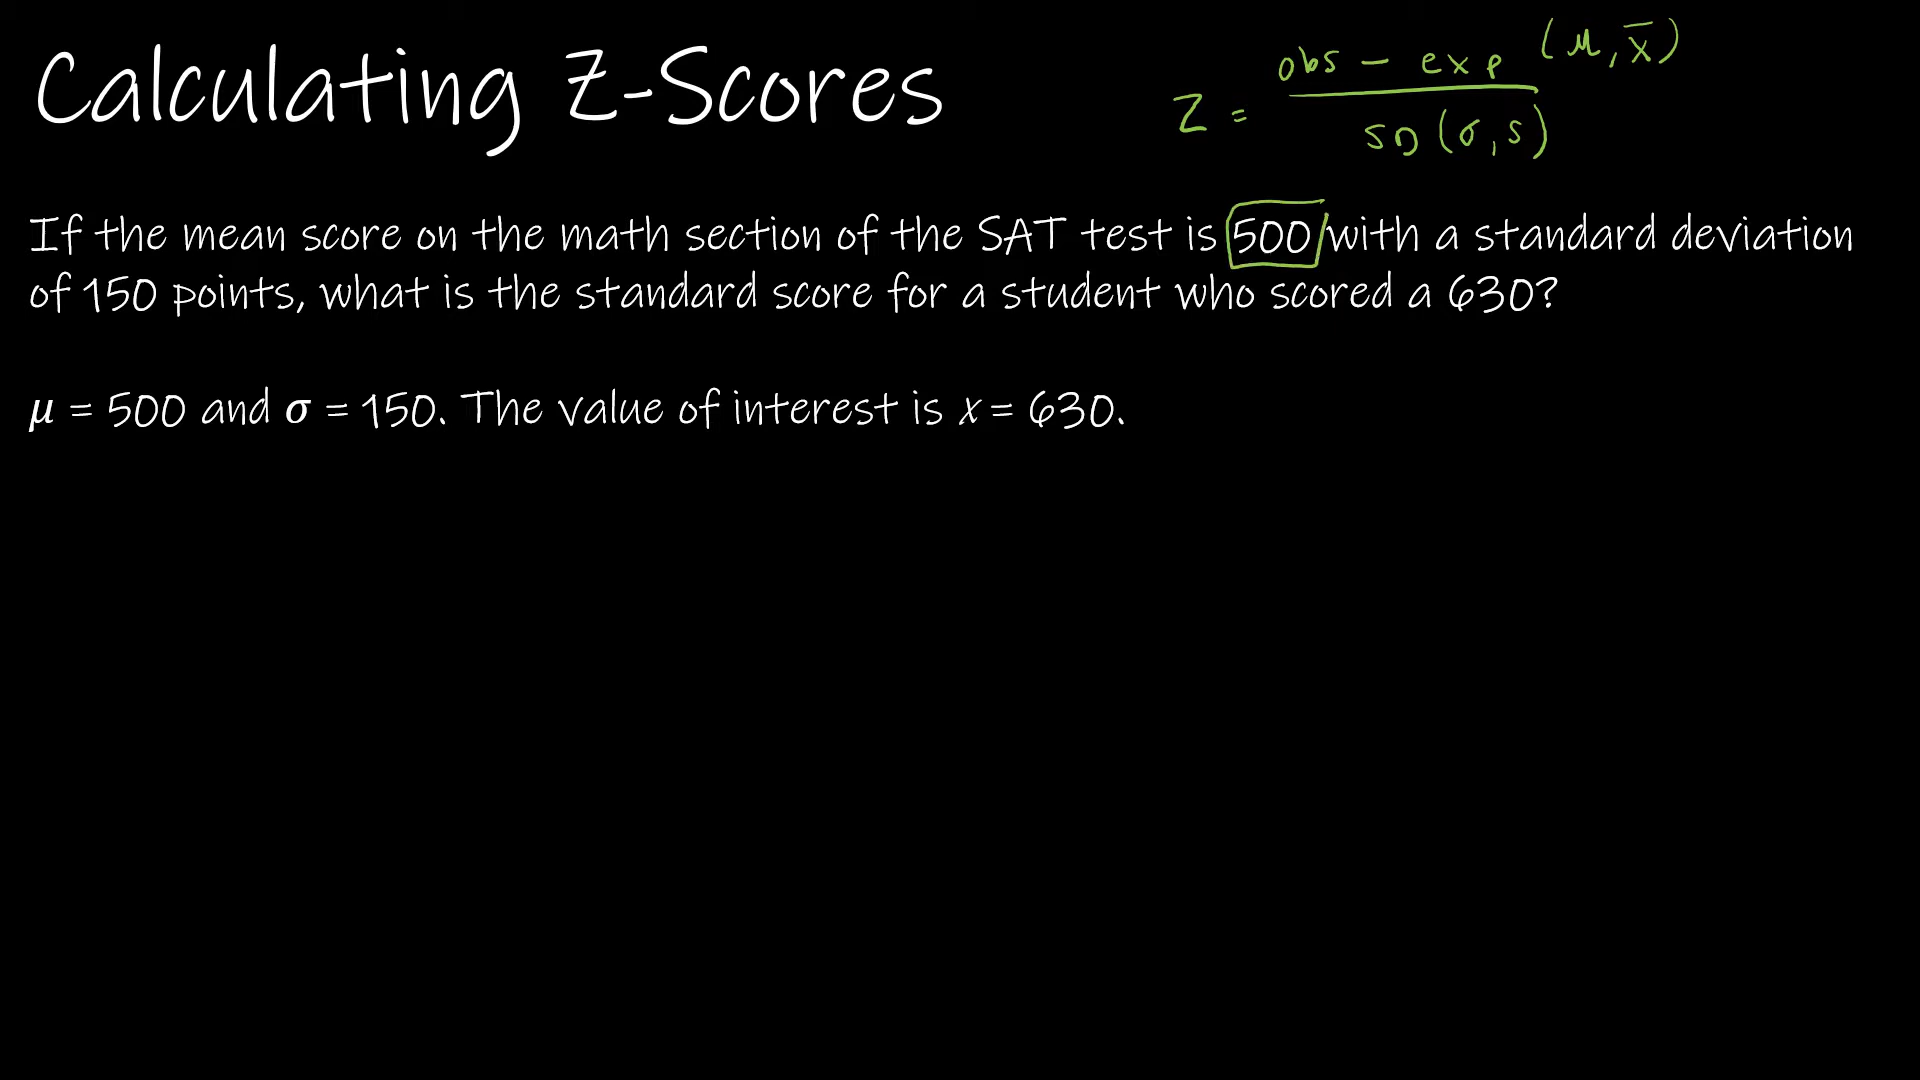 Calculating Z-Scores
Z = obs - exp (μ, x̄)
SD (σ, s)
If the mean score on the math section of the SAT test is 500 with a standard deviation
of 150 points, what is the standard score for a student who scored a 630?
μ = 500 and σ = 150. The value of interest is x = 630.